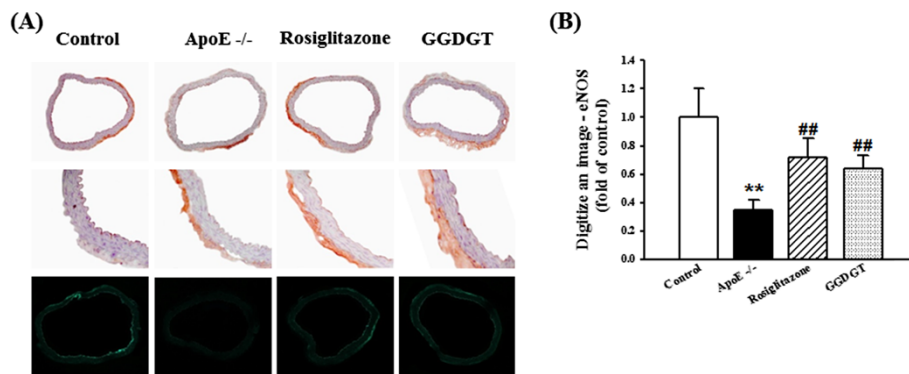 (A)
Control ApoE -/- Rosiglitazone GGDGT
(B)
Digitize an image - eNOS
(fold of control)
1.4
1.2
1.0
0.8
0.6
0.4
0.2
0.0
**
##
##
Control ApoE -/- Rosiglitazone GGDGT